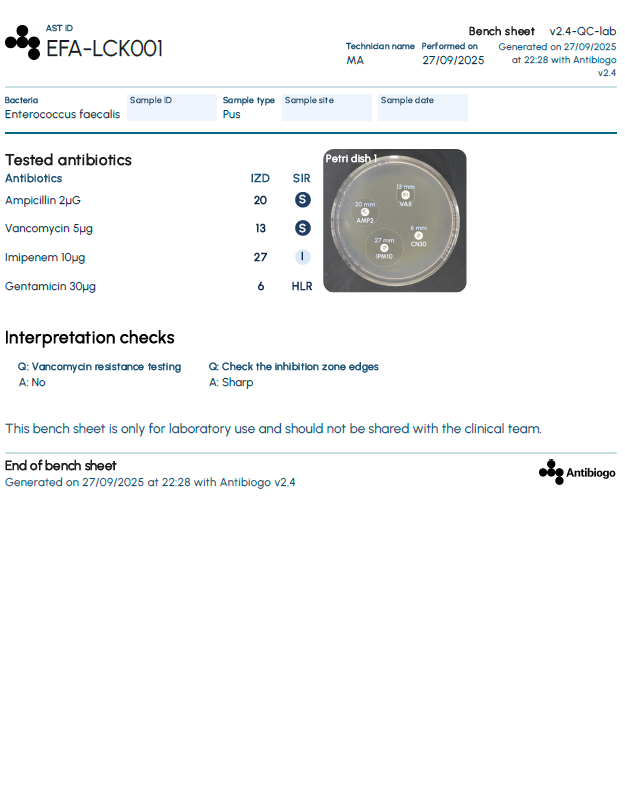 AST ID
EFA-LCK001
Bench sheet v2.4-QC-lab
Technician name Performed on Generated on 27/09/2025
MA 27/09/2025 at 22:28 with Antibiogo
v2.4
Bacteria Sample ID Sample type Sample site Sample date
Enterococcus faecalis Pus
Tested antibiotics
Antibiotics IZD SIR
Ampicillin 2µG 20 S
Vancomycin 5µg 13 S
Imipenem 10µg 27 I
Gentamicin 30µg 6 HLR
Petri dish 1
13 mm
VA5
20 mm
AMP2
6 mm
CN30
27 mm
IPM10
Interpretation checks
Q: Vancomycin resistance testing Q: Check the inhibition zone edges
A: No A: Sharp
This bench sheet is only for laboratory use and should not be shared with the clinical team.
End of bench sheet
Generated on 27/09/2025 at 22:28 with Antibiogo v2.4
Antibiogo